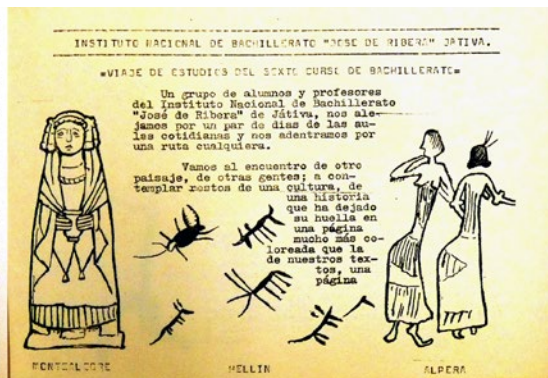 INSTITUTO NACIONAL DE BACHILLERATO "JOSE DE RIBERA" JATIVA.
=VIAJE DE ESTUDIOS DEL SEXTO CURSO DE BACHILLERATO=
Un grupo de alumnos y profesores
del Instituto Nacional de Bachillerato
"José de Ribera" de Játiva, nos ale-
jamos por un par de días de las au-
las cotidianas y nos adentramos por
una ruta cualquiera.
Vamos al encuentro de otro
paisaje, de otras gentes; a con-
templar restos de una cultura, de
una historia
que ha dejado
su huella en
una página
mucho más co-
loreada que la
de nuestros tex-
tos, una
página
MONTEALEGRE
HELLIN
ALPERA